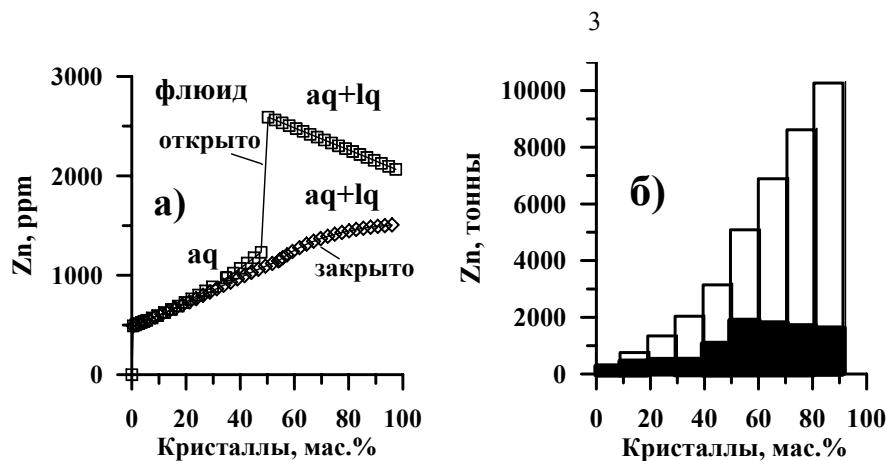 3
3000
2000
1000
0
Zn, ppm
флюид
aq+lq
открыто
а)
aq+lq
aq
закрыто
0 20 40 60 80 100
Кристаллы, мас.%
10000
8000
6000
4000
2000
0
Zn, тонны
б)
0 20 40 60 80 100
Кристаллы, мас.%